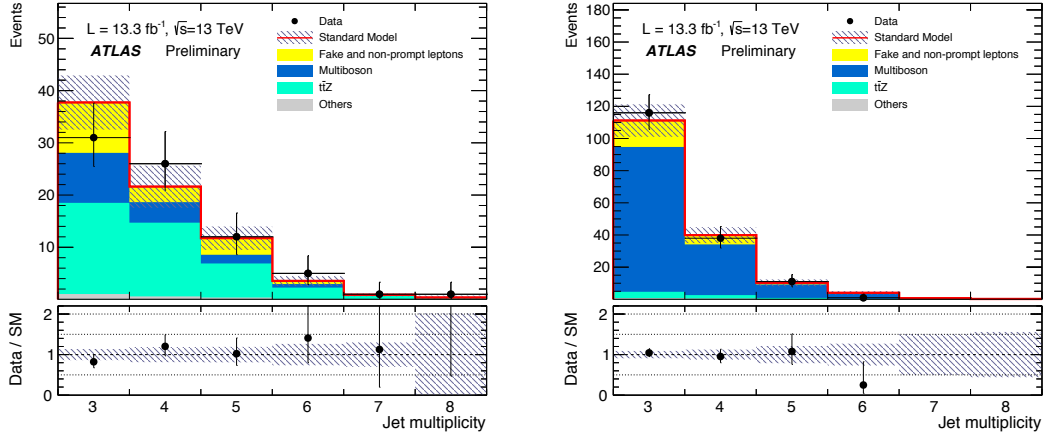 Events
60
50
40
30
20
10
L = 13.3 fb⁻¹, √s=13 TeV
ATLAS Preliminary
Data
Standard Model
Fake and non-prompt leptons
Multiboson
tt̄Z
Others
Data / SM
2
1
0
3 4 5 6 7 8
Jet multiplicity
Events
180
160
140
120
100
80
60
40
20
L = 13.3 fb⁻¹, √s=13 TeV
ATLAS Preliminary
Data
Standard Model
Fake and non-prompt leptons
Multiboson
tt̄Z
Others
Data / SM
2
1
0
3 4 5 6 7 8
Jet multiplicity